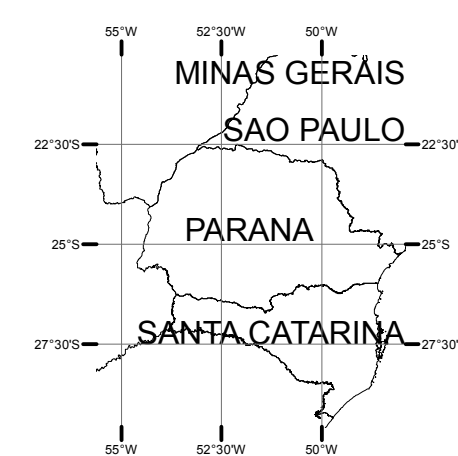 55°W 52°30'W 50°W
MINAS GERAIS
SAO PAULO
22°30'S 22°30'
PARANA
25°S 25°S
SANTA CATARINA
27°30'S 27°30'
55°W 52°30'W 50°W